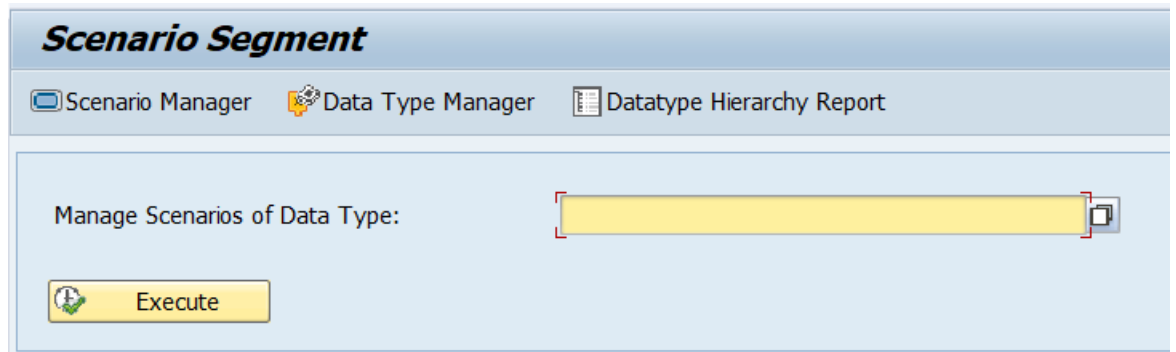 Scenario Segment
Scenario Manager Data Type Manager Datatype Hierarchy Report
Manage Scenarios of Data Type:
Execute